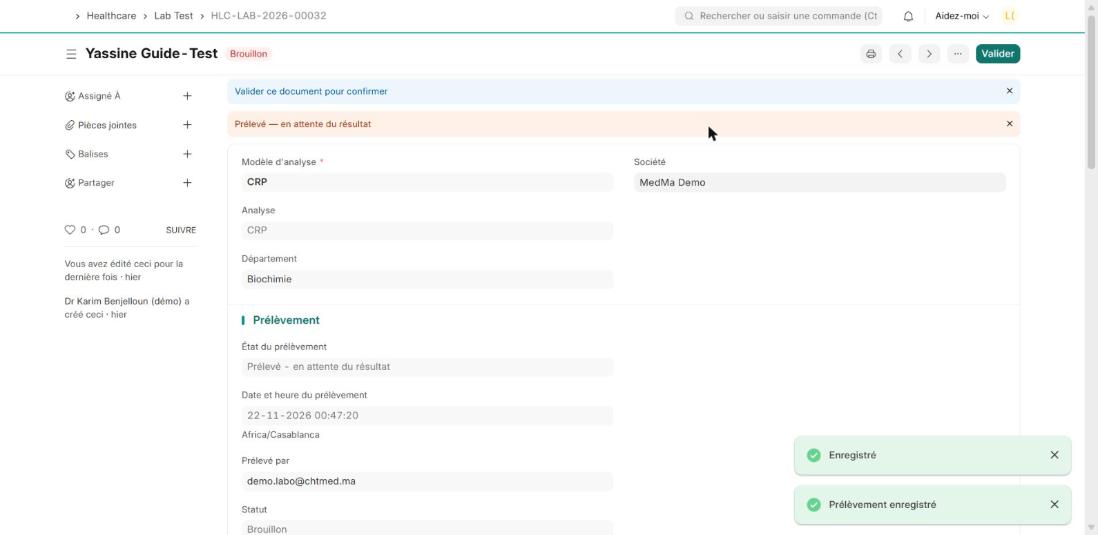 Healthcare > Lab Test > HLC-LAB-2026-00032
Rechercher ou saisir une commande (Ct
Aidez-moi
L(
Yassine Guide-Test
Brouillon
Valider
Assigné À
Pièces jointes
Balises
Partager
0 · 0
SUIVRE
Vous avez édité ceci pour la
dernière fois · hier
Dr Karim Benjelloun (démo) a
créé ceci · hier
Valider ce document pour confirmer
Prélevé — en attente du résultat
Modèle d'analyse *
CRP
Société
MedMa Demo
Analyse
CRP
Département
Biochimie
Prélèvement
État du prélèvement
Prélevé - en attente du résultat
Date et heure du prélèvement
22-11-2026 00:47:20
Africa/Casablanca
Prélevé par
demo.labo@chtmed.ma
Statut
Brouillon
Enregistré
Prélèvement enregistré